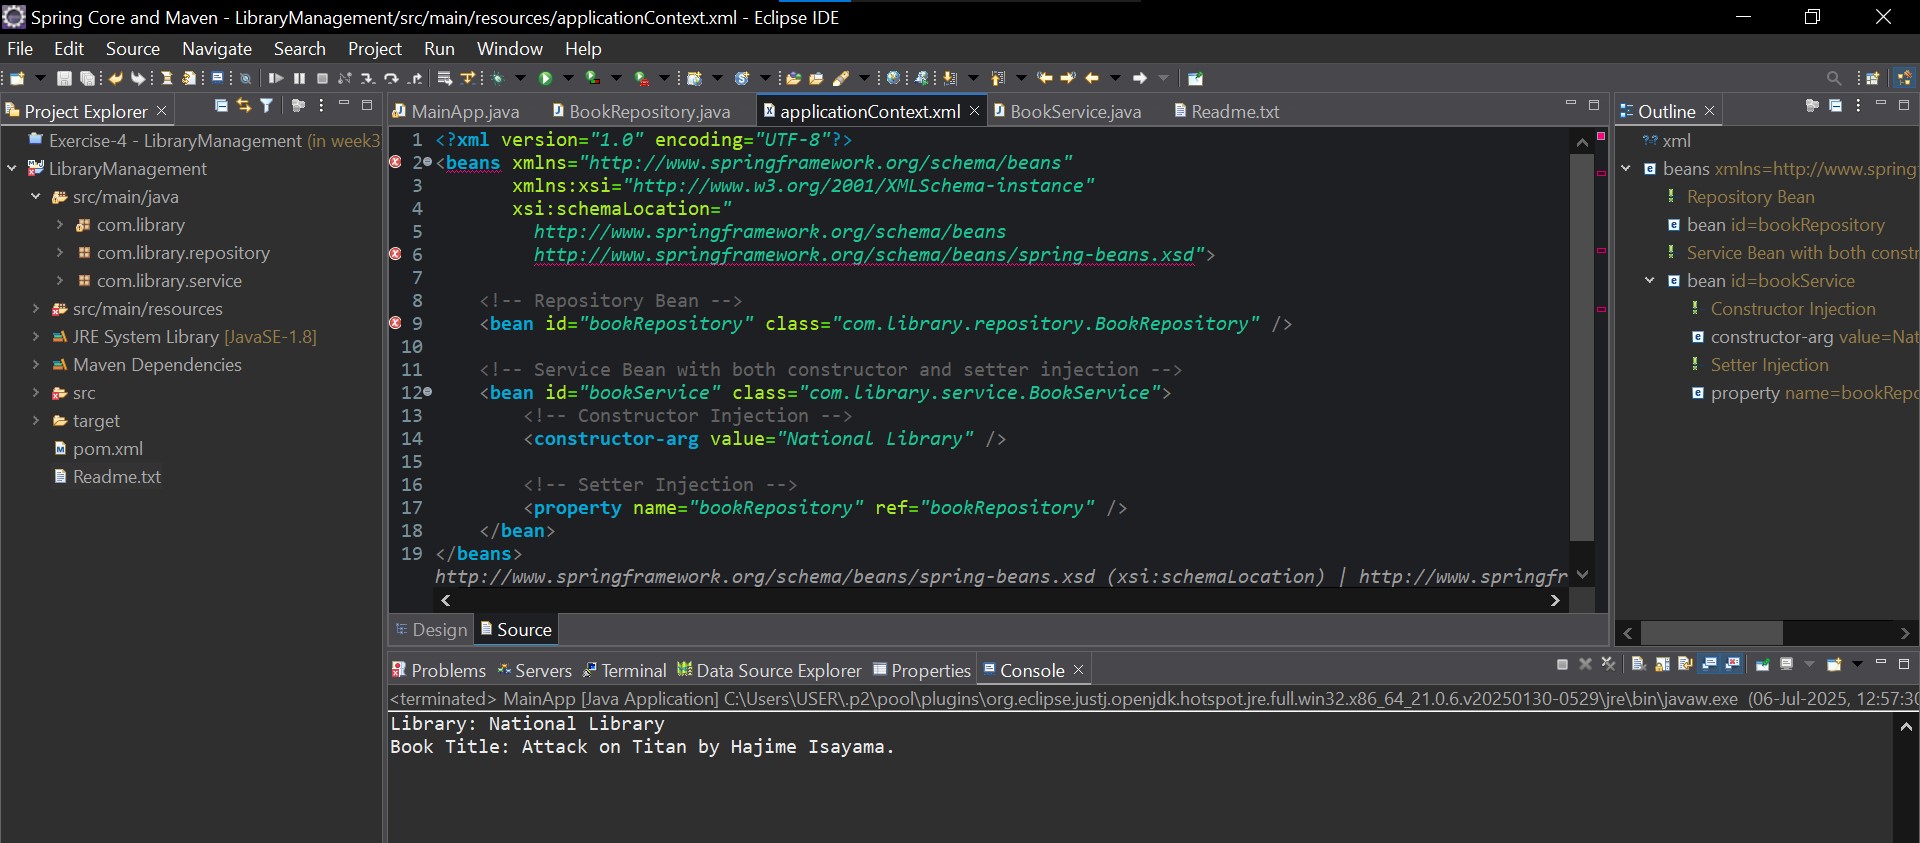 Spring Core and Maven - LibraryManagement/src/main/resources/applicationContext.xml - Eclipse IDE
File Edit Source Navigate Search Project Run Window Help
Project Explorer
Exercise-4 - LibraryManagement (in week3
LibraryManagement
src/main/java
com.library
com.library.repository
com.library.service
src/main/resources
JRE System Library [JavaSE-1.8]
Maven Dependencies
src
target
pom.xml
Readme.txt
MainApp.java BookRepository.java applicationContext.xml BookService.java Readme.txt
1 <?xml version="1.0" encoding="UTF-8"?>
2 <beans xmlns="http://www.springframework.org/schema/beans"
3 xmlns:xsi="http://www.w3.org/2001/XMLSchema-instance"
4 xsi:schemaLocation="
5 http://www.springframework.org/schema/beans
6 http://www.springframework.org/schema/beans/spring-beans.xsd">
7
8 <!-- Repository Bean -->
9 <bean id="bookRepository" class="com.library.repository.BookRepository" />
10
11 <!-- Service Bean with both constructor and setter injection -->
12 <bean id="bookService" class="com.library.service.BookService">
13 <!-- Constructor Injection -->
14 <constructor-arg value="National Library" />
15
16 <!-- Setter Injection -->
17 <property name="bookRepository" ref="bookRepository" />
18 </bean>
19 </beans>
http://www.springframework.org/schema/beans/spring-beans.xsd (xsi:schemaLocation) | http://www.springfr
Design Source
Outline
?? xml
beans xmlns=http://www.spring
Repository Bean
bean id=bookRepository
Service Bean with both constr
bean id=bookService
Constructor Injection
constructor-arg value=Nat
Setter Injection
property name=bookRepo
Problems Servers Terminal Data Source Explorer Properties Console
<terminated> MainApp [Java Application] C:\Users\USER\.p2\pool\plugins\org.eclipse.justj.openjdk.hotspot.jre.full.win32.x86_64_21.0.6.v20250130-0529\jre\bin\javaw.exe (06-Jul-2025, 12:57:30
Library: National Library
Book Title: Attack on Titan by Hajime Isayama.